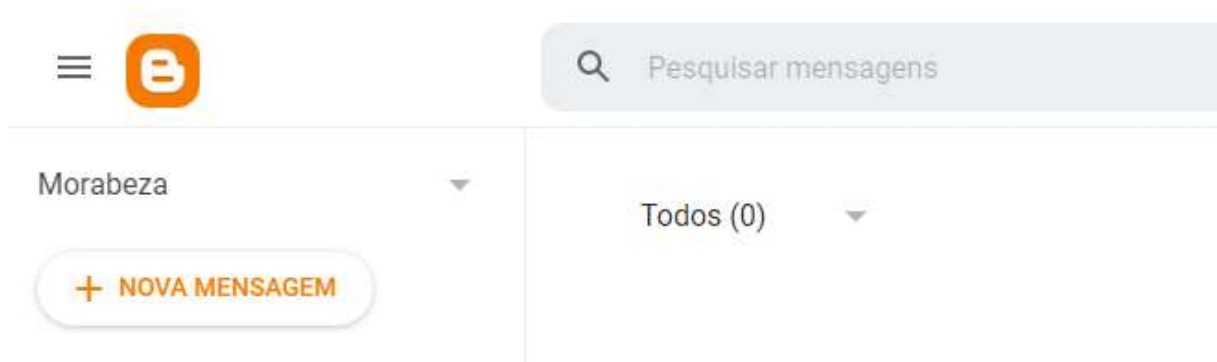 Pesquisar mensagens
Morabeza
Todos (0)
+ NOVA MENSAGEM